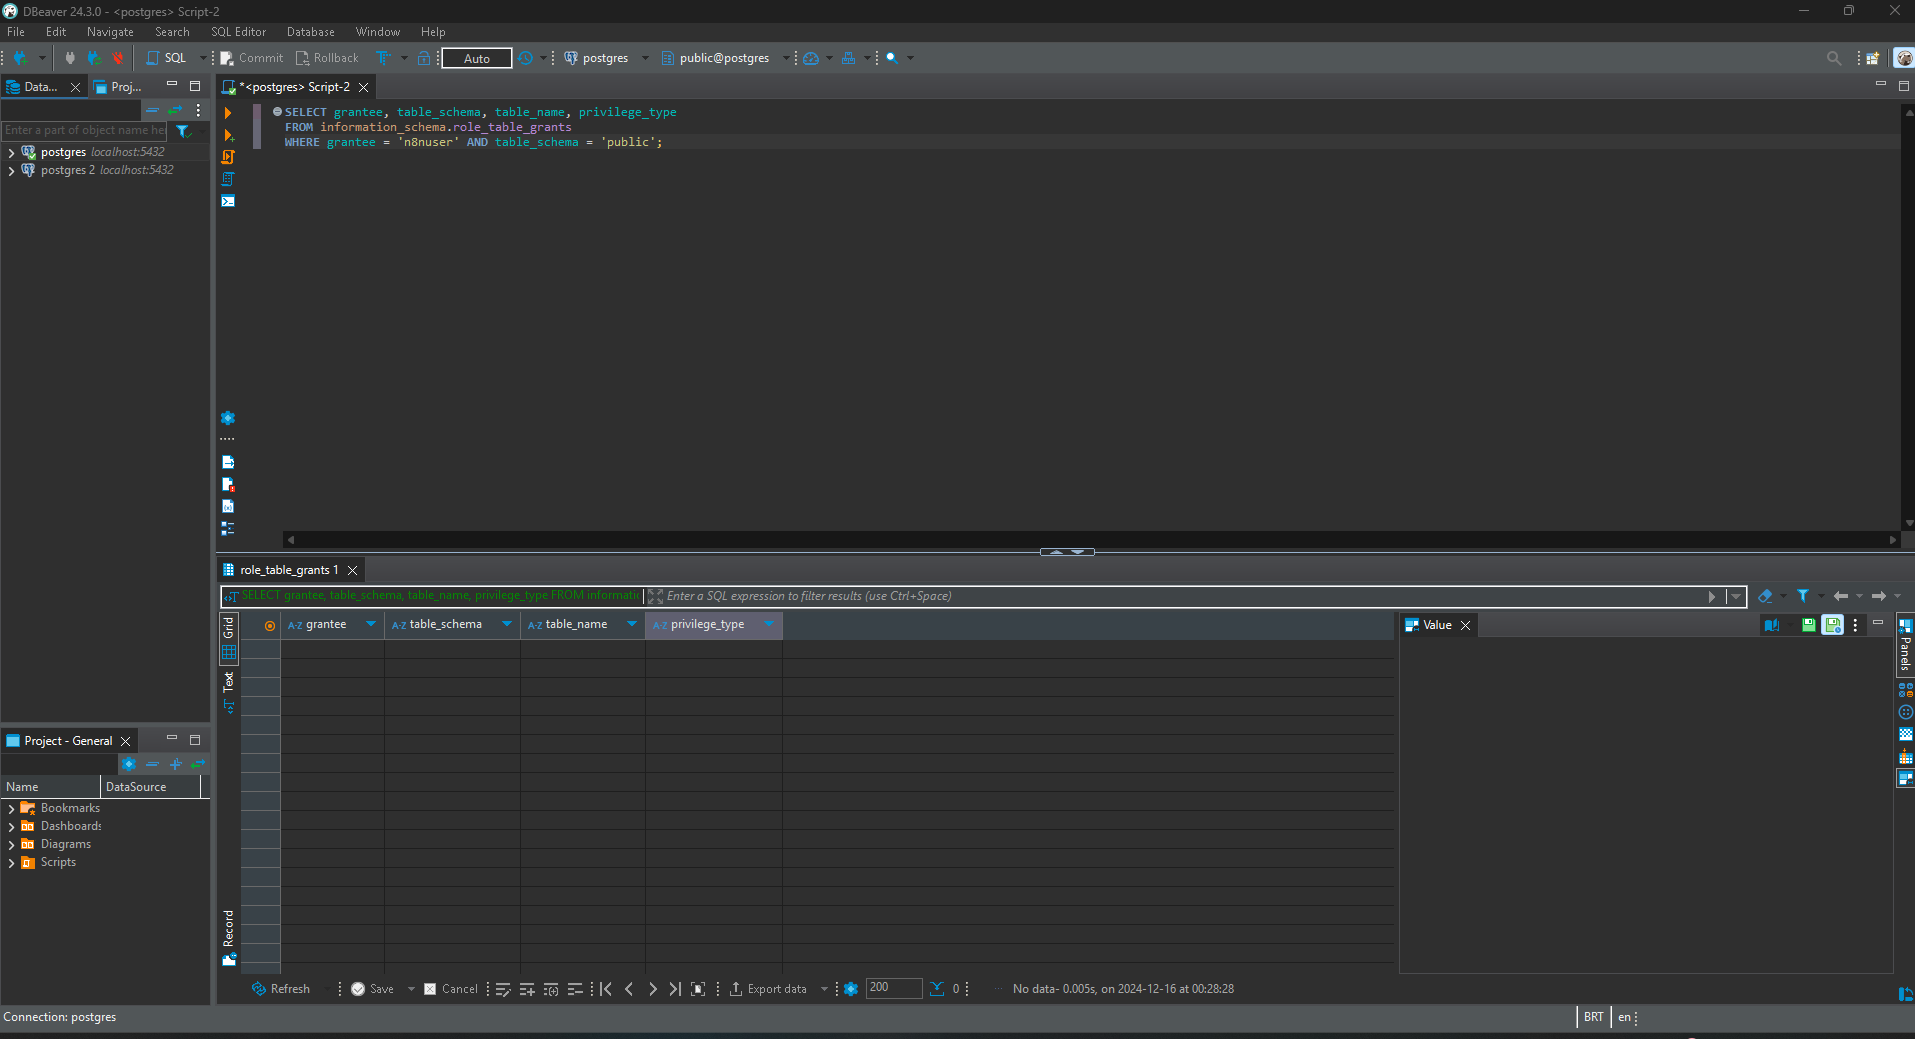 DBeaver 24.3.0 - <postgres> Script-2
File Edit Navigate Search SQL Editor Database Window Help
SQL Commit Rollback Auto postgres public@postgres
Data... Proj...
*<postgres> Script-2
Enter a part of object name her
postgres localhost:5432
postgres 2 localhost:5432
SELECT grantee, table_schema, table_name, privilege_type
FROM information_schema.role_table_grants
WHERE grantee = 'n8nuser' AND table_schema = 'public';
role_table_grants 1
SELECT grantee, table_schema, table_name, privilege_type FROM informatio
Enter a SQL expression to filter results (use Ctrl+Space)
Grid
Text
Record
A-Z grantee A-Z table_schema A-Z table_name A-Z privilege_type
Value
Panels
Project - General
Name DataSource
Bookmarks
Dashboards
Diagrams
Scripts
Refresh Save Cancel Export data 200 0 No data- 0.005s, on 2024-12-16 at 00:28:28
Connection: postgres
BRT en